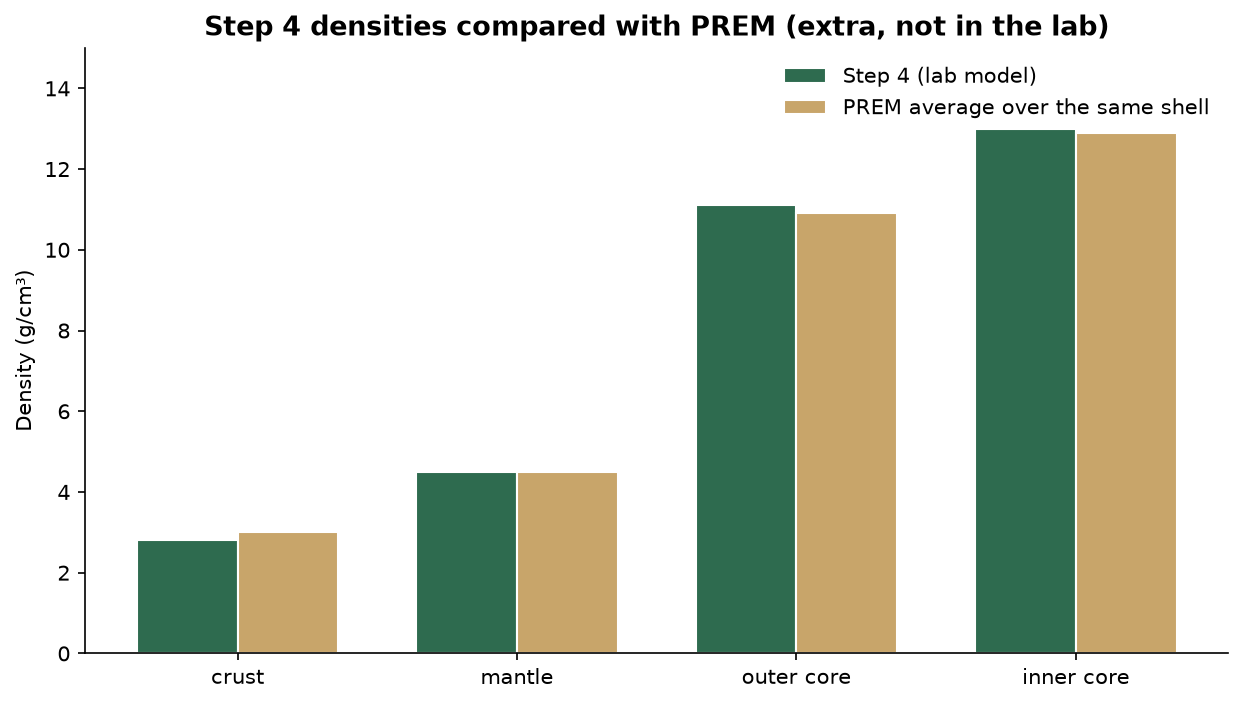 Step 4 densities compared with PREM (extra, not in the lab)
Step 4 (lab model)
PREM average over the same shell
Density (g/cm³)
14
12
10
8
6
4
2
0
crust
mantle
outer core
inner core